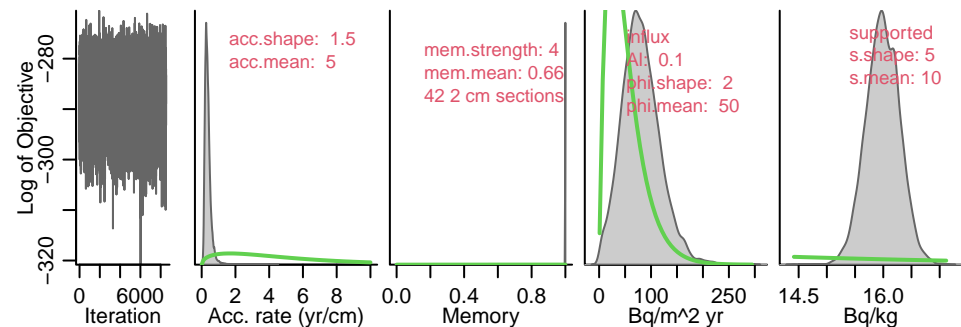 Log of Objective
-280
-300
-320
0
6000
Iteration
acc.shape: 1.5
acc.mean: 5
0
2
4
6
8
Acc. rate (yr/cm)
mem.strength: 4
mem.mean: 0.66
42 2 cm sections
0.0
0.4
0.8
Memory
influx
Al: 0.1
phi.shape: 2
phi.mean: 50
0
100
250
Bq/m^2 yr
supported
s.shape: 5
s.mean: 10
14.5
16.0
Bq/kg